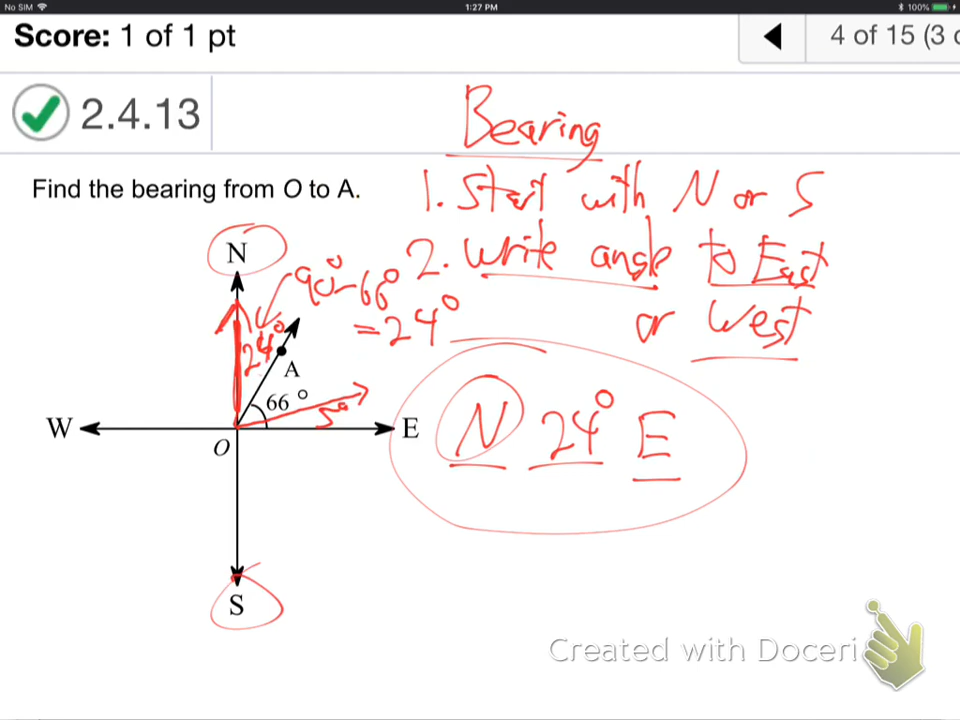 No SIM 1:27 PM 100%
Score: 1 of 1 pt 4 of 15 (3
2.4.13
Bearing
Find the bearing from O to A.
1. Start with N or S
2. Write angle to East
or West
N
90°-66°
=24°
24°
A
66°
5°
W E
O
N 24° E
S
Created with Doceri